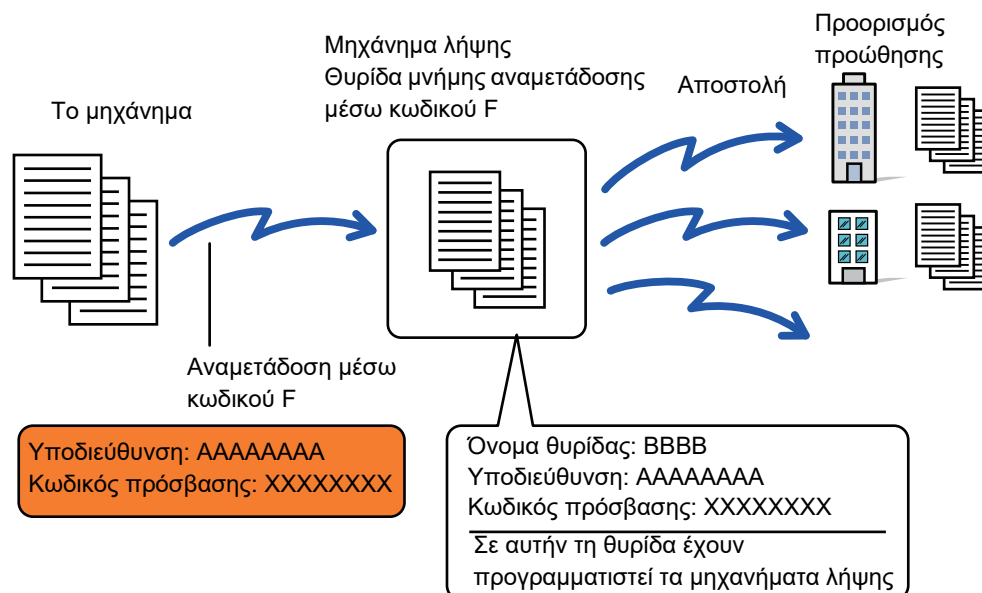 Το μηχάνημα
Μηχάνημα λήψης
Θυρίδα μνήμης αναμετάδοσης
μέσω κωδικού F
Αποστολή
Προορισμός
προώθησης
Αναμετάδοση μέσω
κωδικού F
Υποδιεύθυνση: AAAAAAAA
Κωδικός πρόσβασης: XXXXXXXX
Όνομα θυρίδας: BBBB
Υποδιεύθυνση: AAAAAAAA
Κωδικός πρόσβασης: XXXXXXXX
Σε αυτήν τη θυρίδα έχουν
προγραμματιστεί τα μηχανήματα λήψης